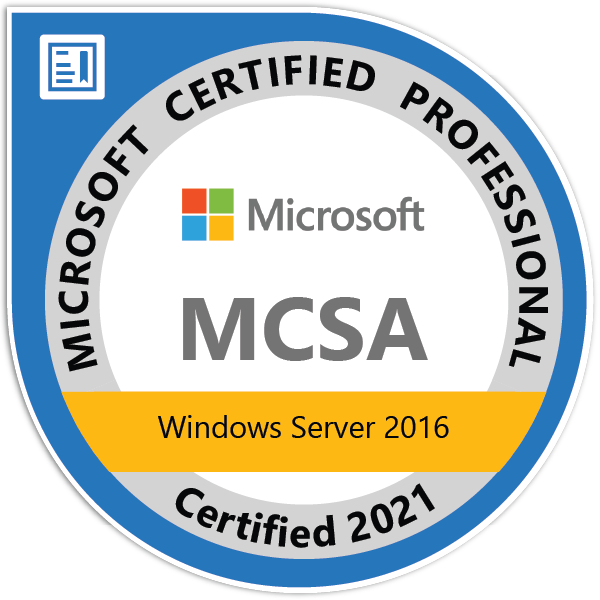 MICROSOFT CERTIFIED PROFESSIONAL
Microsoft
MCSA
Windows Server 2016
Certified 2021